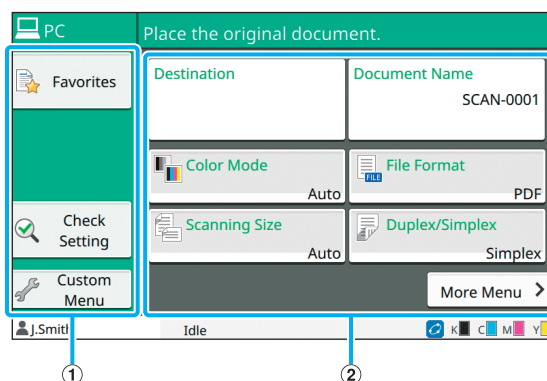 PC
Place the original document.
Favorites
Check
Setting
Custom
Menu
Destination
Document Name
SCAN-0001
Color Mode
Auto
FILE
File Format
PDF
Scanning Size
Auto
Duplex/Simplex
Simplex
More Menu >
J.Smith
Idle
K C M Y
1
2